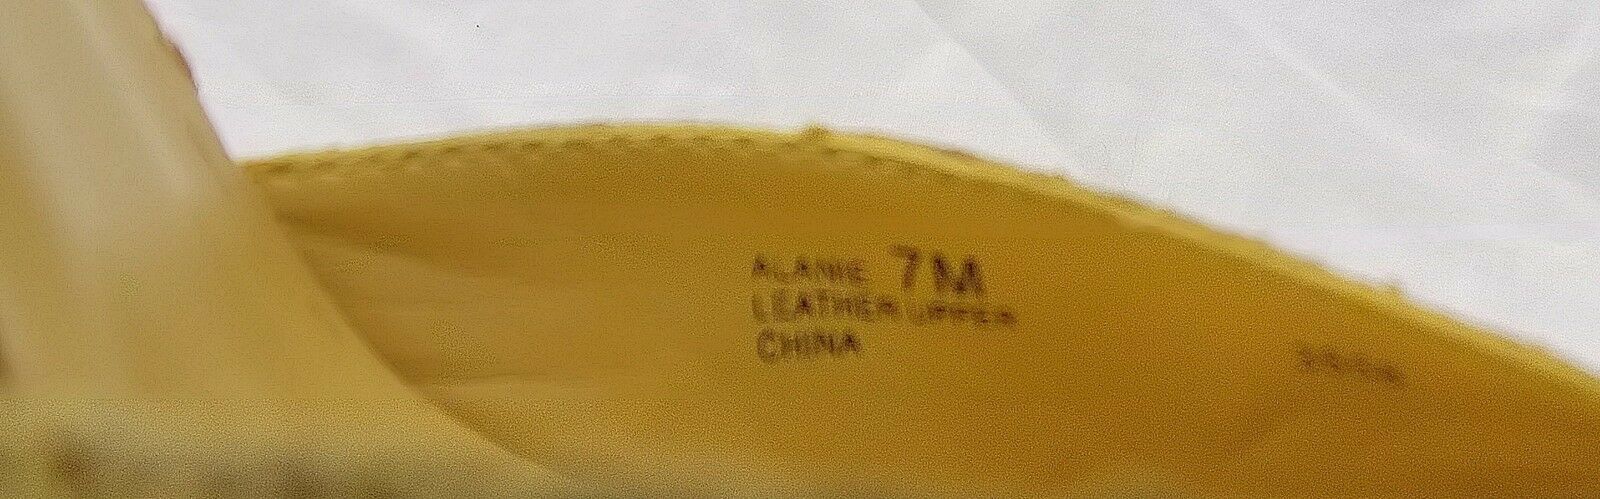 ALANIE 7M
LEATHER UPPER
CHINA